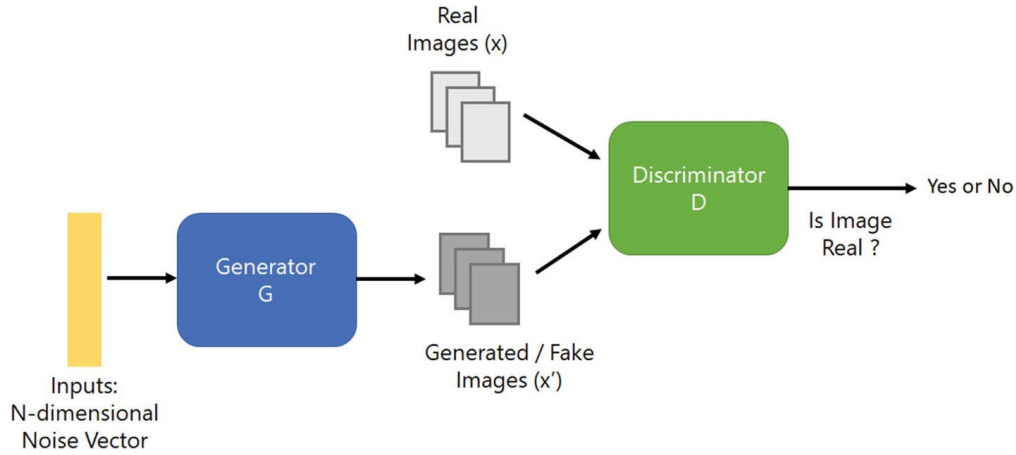 Real
Images (x)
Discriminator
D
Yes or No
Is Image
Real ?
Generator
G
Generated / Fake
Images (x’)
Inputs:
N-dimensional
Noise Vector